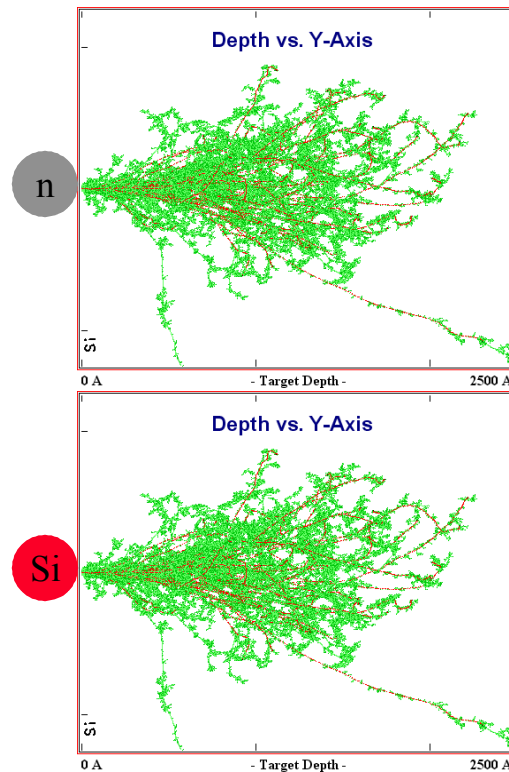 Depth vs. Y-Axis
n
Si
0 A - Target Depth - 2500 A
Depth vs. Y-Axis
Si
Si
0 A - Target Depth - 2500 A